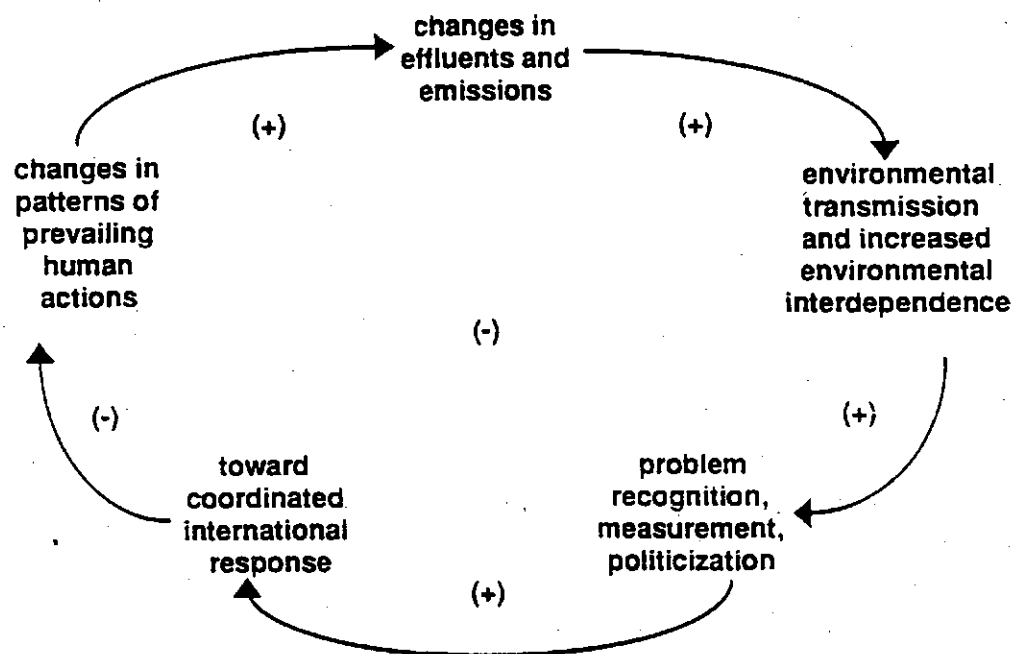 changes in
effluents and
emissions
(+)
(+)
changes in
patterns of
prevailing
human
actions
environmental
transmission
and increased
environmental
interdependence
(-)
(-)
(+)
toward
coordinated
international
response
problem
recognition,
measurement,
politicization
(+)